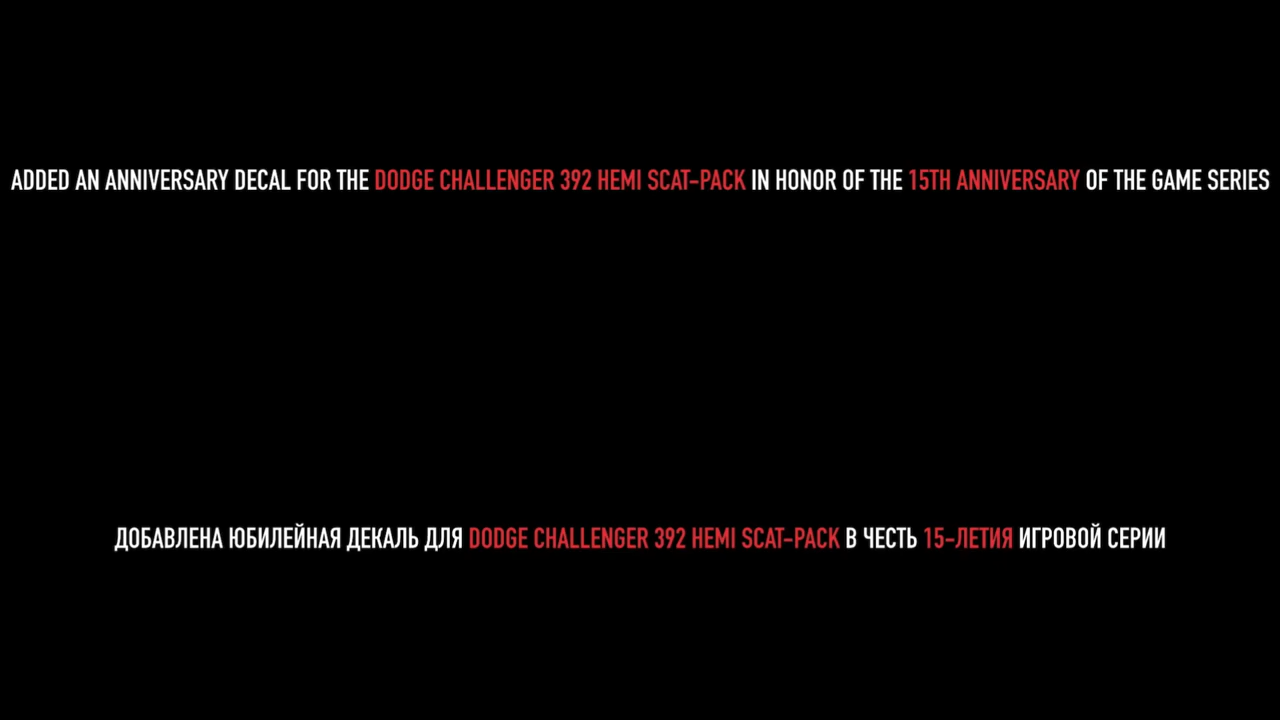 ADDED AN ANNIVERSARY DECAL FOR THE DODGE CHALLENGER 392 HEMI SCAT-PACK IN HONOR OF THE 15TH ANNIVERSARY OF THE GAME SERIES
ДОБАВЛЕНА ЮБИЛЕЙНАЯ ДЕКАЛЬ ДЛЯ DODGE CHALLENGER 392 HEMI SCAT-PACK В ЧЕСТЬ 15-ЛЕТИЯ ИГРОВОЙ СЕРИИ